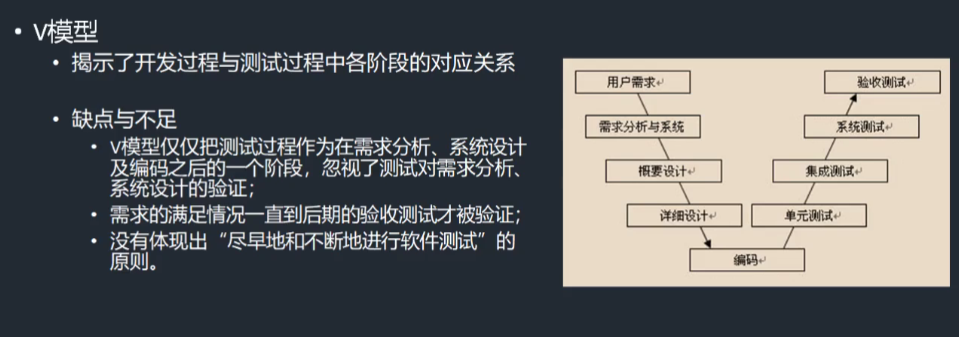 • V模型
• 揭示了开发过程与测试过程中各阶段的对应关系
• 缺点与不足
• V模型仅仅把测试过程作为在需求分析、系统设计
及编码之后的一个阶段，忽视了测试对需求分析、
系统设计的验证；
• 需求的满足情况一直到后期的验收测试才被验证；
• 没有体现出“尽早地和不断地进行软件测试”的
原则。
用户需求
验收测试
需求分析与系统
系统测试
概要设计
集成测试
详细设计
单元测试
编码